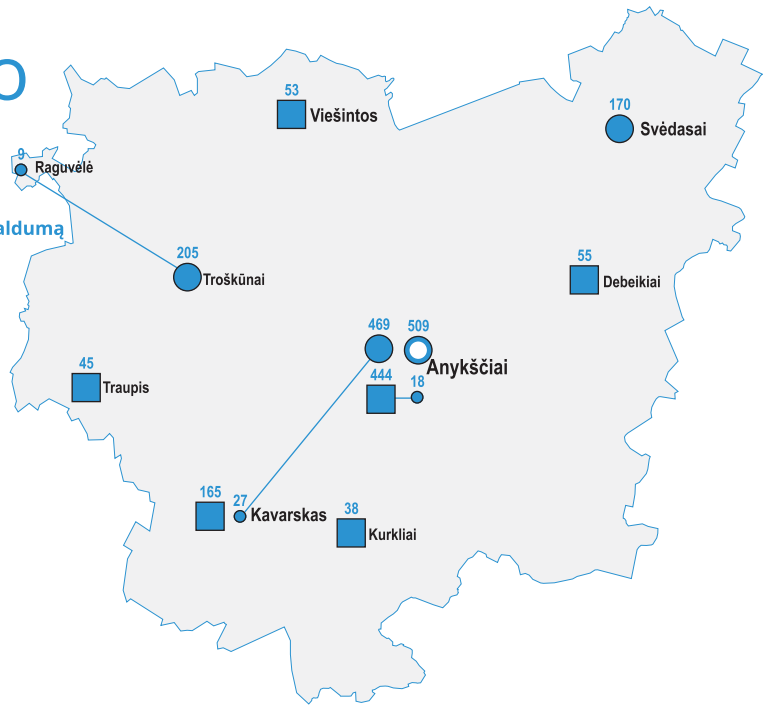 O
53
Viešintos
170
Svėdasai
9
Raguvėlė
aldumą
205
Troškūnai
55
Debeikiai
469
509
Anykščiai
444
18
45
Traupis
165
27
Kavarskas
38
Kurkliai